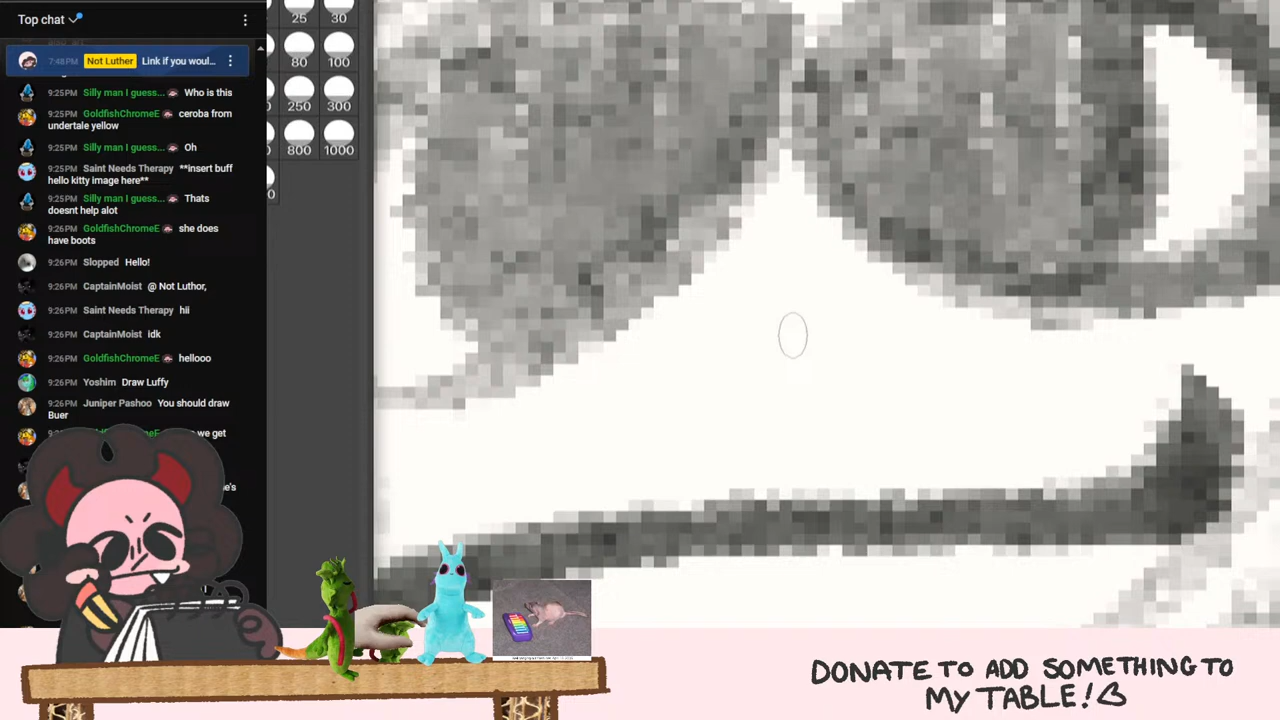 Top chat
7:48PM Not Luther Link if you woul...
9:25PM Silly man I guess... Who is this
9:25PM GoldfishChromeE ceroba from
undertale yellow
9:25PM Silly man I guess... Oh
9:25PM Saint Needs Therapy **insert buff
hello kitty image here**
9:25PM Silly man I guess... Thats
doesnt help alot
9:26PM GoldfishChromeE she does
have boots
9:26PM Slopped Hello!
9:26PM CaptainMoist @ Not Luthor,
9:26PM Saint Needs Therapy hii
9:26PM CaptainMoist idk
9:26PM GoldfishChromeE hellooo
9:26PM Yoshim Draw Luffy
9:26PM Juniper Pashoo You should draw
Buer
we get
25 30
80 100
250 300
800 1000
0
DONATE TO ADD SOMETHING TO
MY TABLE!